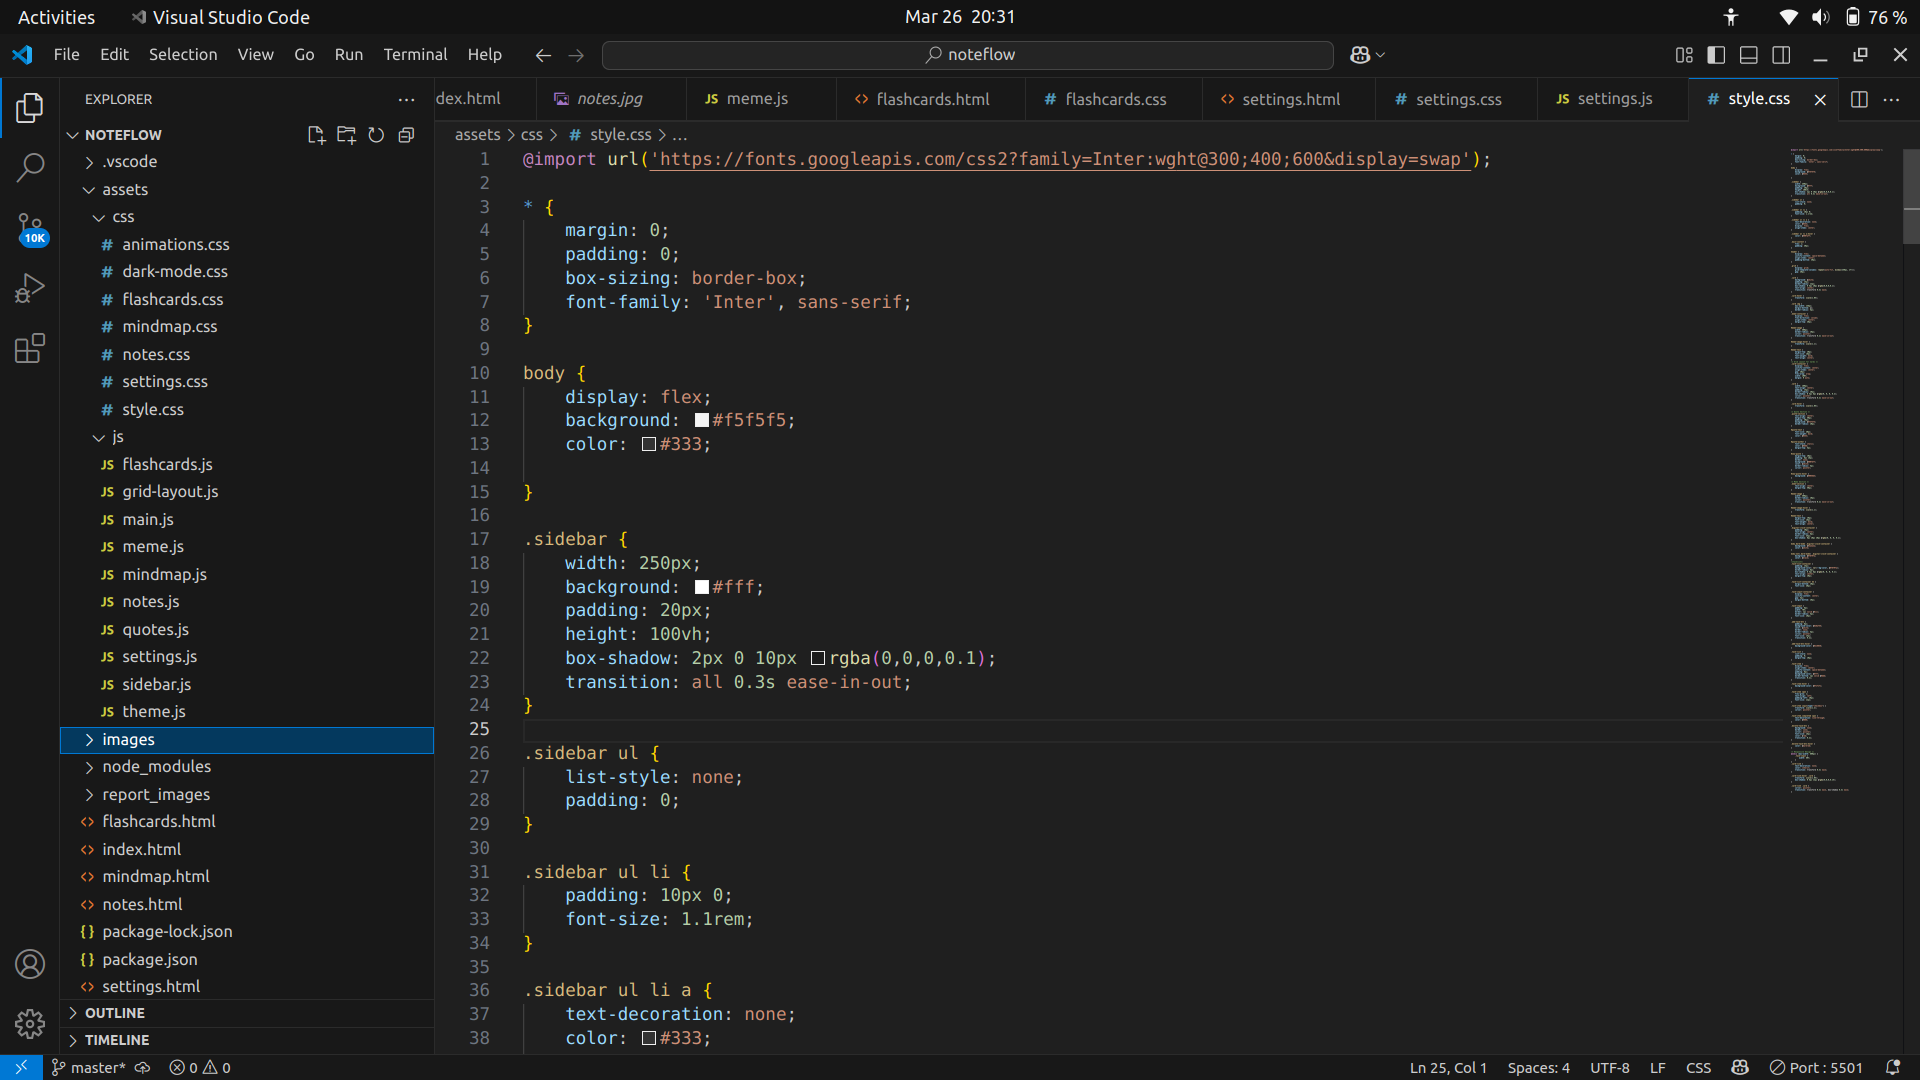 Activities Visual Studio Code Mar 26 20:31 76 %
File Edit Selection View Go Run Terminal Help noteflow
EXPLORER
dex.html notes.jpg JS meme.js <> flashcards.html # flashcards.css <> settings.html # settings.css JS settings.js # style.css
NOTEFLOW
.vscode
assets
css
# animations.css
# dark-mode.css
# flashcards.css
# mindmap.css
# notes.css
# settings.css
# style.css
js
JS flashcards.js
JS grid-layout.js
JS main.js
JS meme.js
JS mindmap.js
JS notes.js
JS quotes.js
JS settings.js
JS sidebar.js
JS theme.js
images
node_modules
report_images
<> flashcards.html
<> index.html
<> mindmap.html
<> notes.html
{} package-lock.json
{} package.json
<> settings.html
OUTLINE
TIMELINE
10K
assets > css > # style.css > ...
1 @import url('https://fonts.googleapis.com/css2?family=Inter:wght@300;400;600&display=swap');
2
3 * {
4 margin: 0;
5 padding: 0;
6 box-sizing: border-box;
7 font-family: 'Inter', sans-serif;
8 }
9
10 body {
11 display: flex;
12 background: #f5f5f5;
13 color: #333;
14
15 }
16
17 .sidebar {
18 width: 250px;
19 background: #fff;
20 padding: 20px;
21 height: 100vh;
22 box-shadow: 2px 0 10px rgba(0,0,0,0.1);
23 transition: all 0.3s ease-in-out;
24 }
25
26 .sidebar ul {
27 list-style: none;
28 padding: 0;
29 }
30
31 .sidebar ul li {
32 padding: 10px 0;
33 font-size: 1.1rem;
34 }
35
36 .sidebar ul li a {
37 text-decoration: none;
38 color: #333;
master* 0 0 Ln 25, Col 1 Spaces: 4 UTF-8 LF CSS Port : 5501